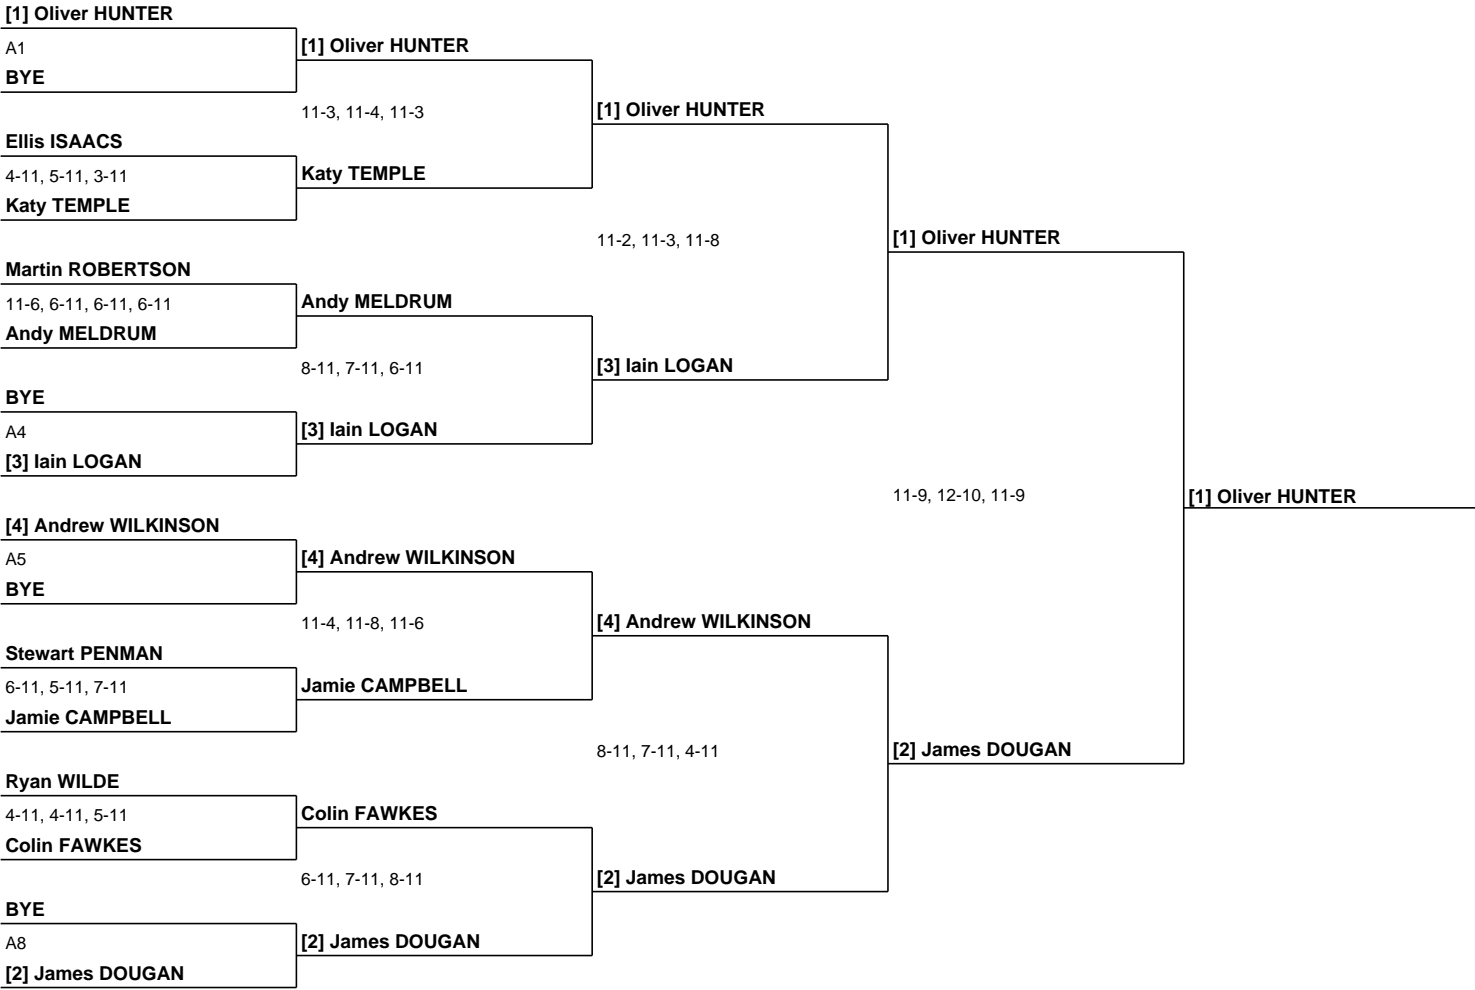 [1] Oliver HUNTER
A1
[1] Oliver HUNTER
BYE
11-3, 11-4, 11-3
[1] Oliver HUNTER
Ellis ISAACS
4-11, 5-11, 3-11
Katy TEMPLE
Katy TEMPLE
11-2, 11-3, 11-8
[1] Oliver HUNTER
Martin ROBERTSON
11-6, 6-11, 6-11, 6-11
Andy MELDRUM
Andy MELDRUM
8-11, 7-11, 6-11
[3] Iain LOGAN
BYE
A4
[3] Iain LOGAN
[3] Iain LOGAN
11-9, 12-10, 11-9
[1] Oliver HUNTER
[4] Andrew WILKINSON
A5
[4] Andrew WILKINSON
BYE
11-4, 11-8, 11-6
[4] Andrew WILKINSON
Stewart PENMAN
6-11, 5-11, 7-11
Jamie CAMPBELL
Jamie CAMPBELL
8-11, 7-11, 4-11
[2] James DOUGAN
Ryan WILDE
4-11, 4-11, 5-11
Colin FAWKES
Colin FAWKES
6-11, 7-11, 8-11
[2] James DOUGAN
BYE
A8
[2] James DOUGAN
[2] James DOUGAN